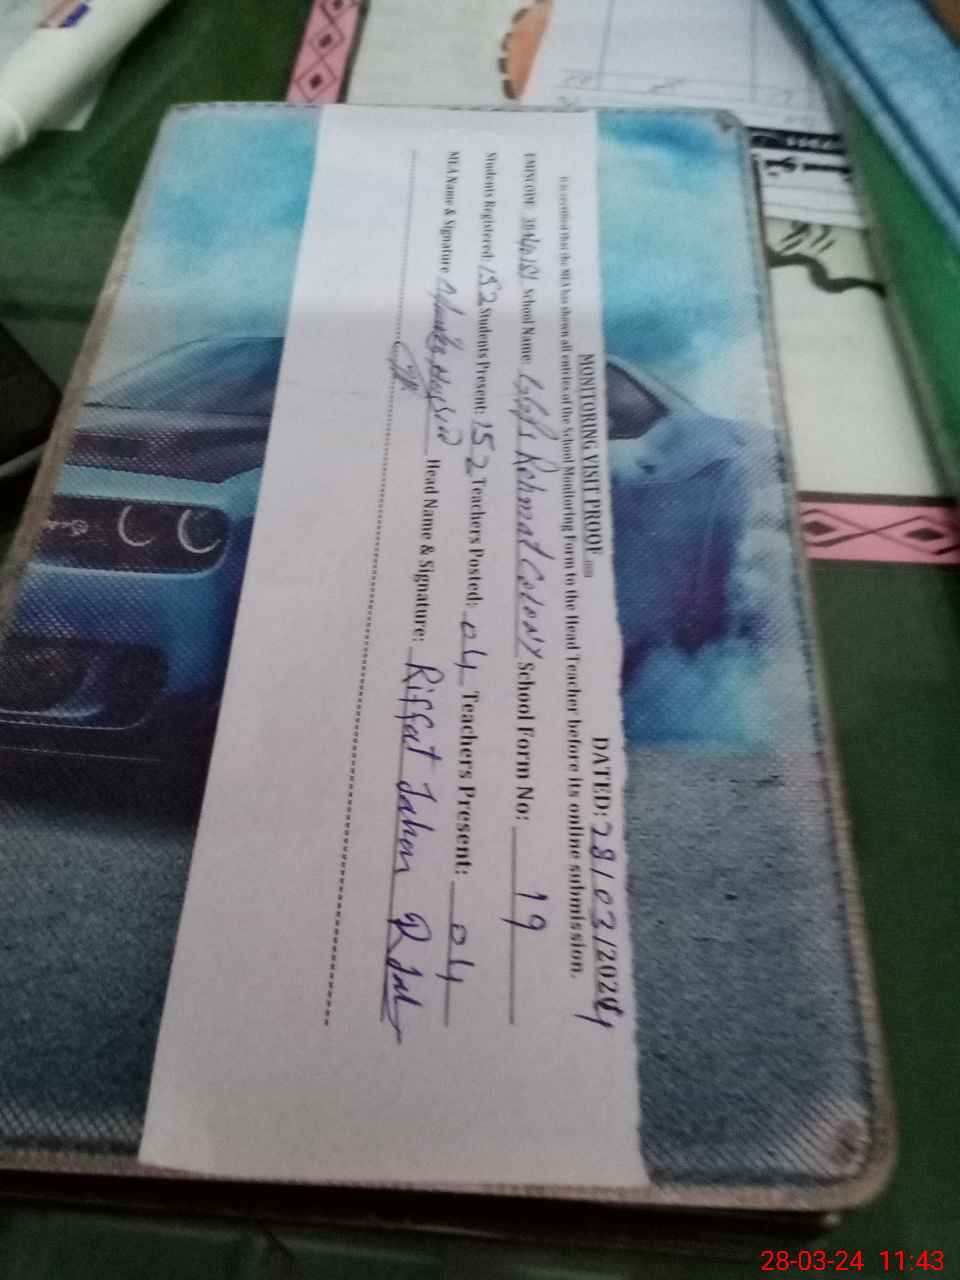 MONITORING VISIT PROOF
DATED: 28/03/2024
It is certified that the MEA has shown all entries of the School Monitoring Form to the Head Teacher before its online submission.
EMISCODE School Name: Rehmat Colony School Form No: 19
Students Registered: 152 Students Present: 152 Teachers Posted: 04 Teachers Present: 04
MEA Name & Signature Head Name & Signature: Riffat Jahan
28-03-24 11:43